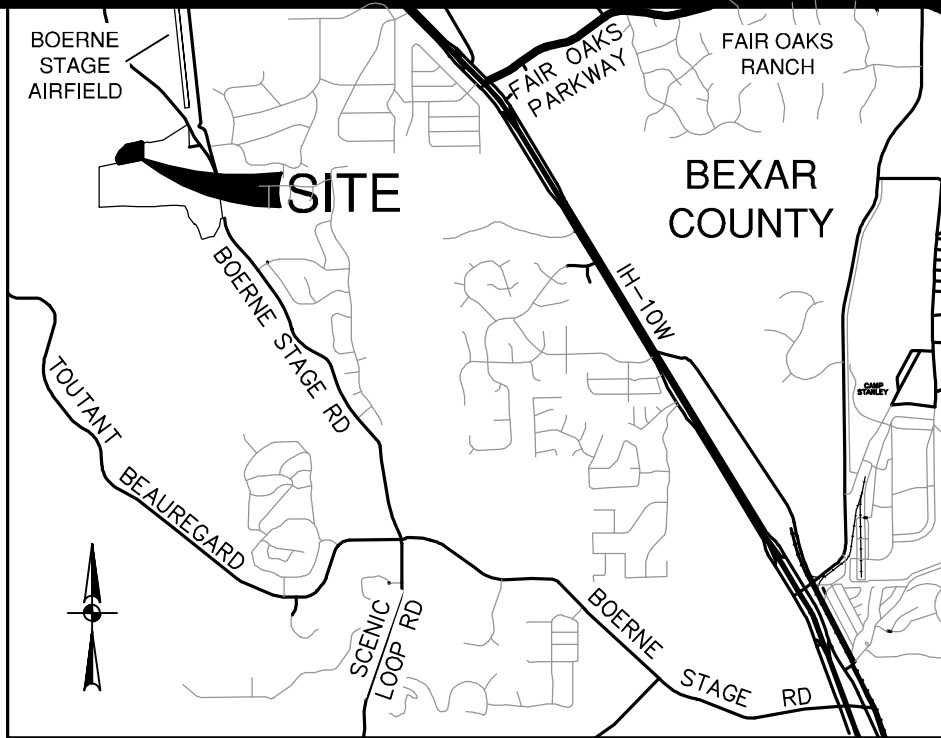 BOERNE
STAGE
AIRFIELD
FAIR OAKS
PARKWAY
FAIR OAKS
RANCH
SITE
BEXAR
COUNTY
BOERNE STAGE RD
IH-10W
TOUTANT
BEAUREGARD
CAMP
STANLEY
SCENIC
LOOP RD
BOERNE
STAGE
RD